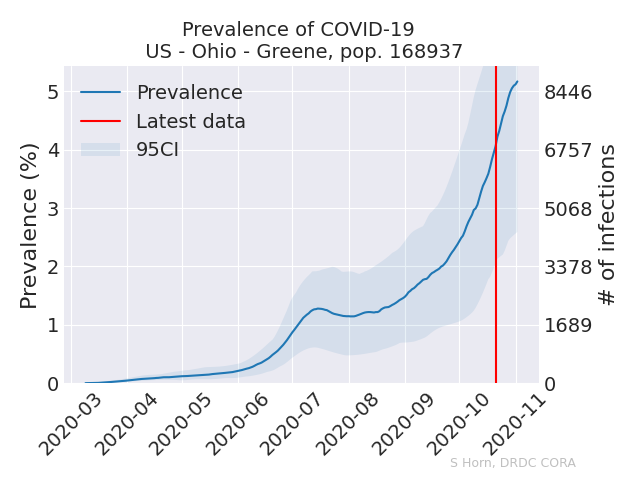 Prevalence of COVID-19
US - Ohio - Greene, pop. 168937
Prevalence
Latest data
95CI
Prevalence (%)
5
4
3
2
1
0
8446
6757
5068
3378
1689
0
# of infections
2020-03
2020-04
2020-05
2020-06
2020-07
2020-08
2020-09
2020-10
2020-11
S Horn, DRDC CORA